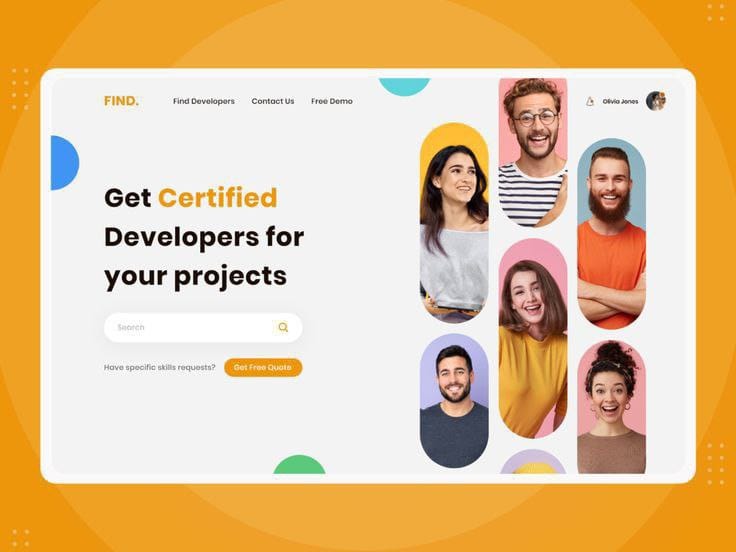 FIND.
Find Developers
Contact Us
Free Demo
Olivia Jones
Get Certified
Developers for
your projects
Search
Have specific skills requests?
Get Free Quote